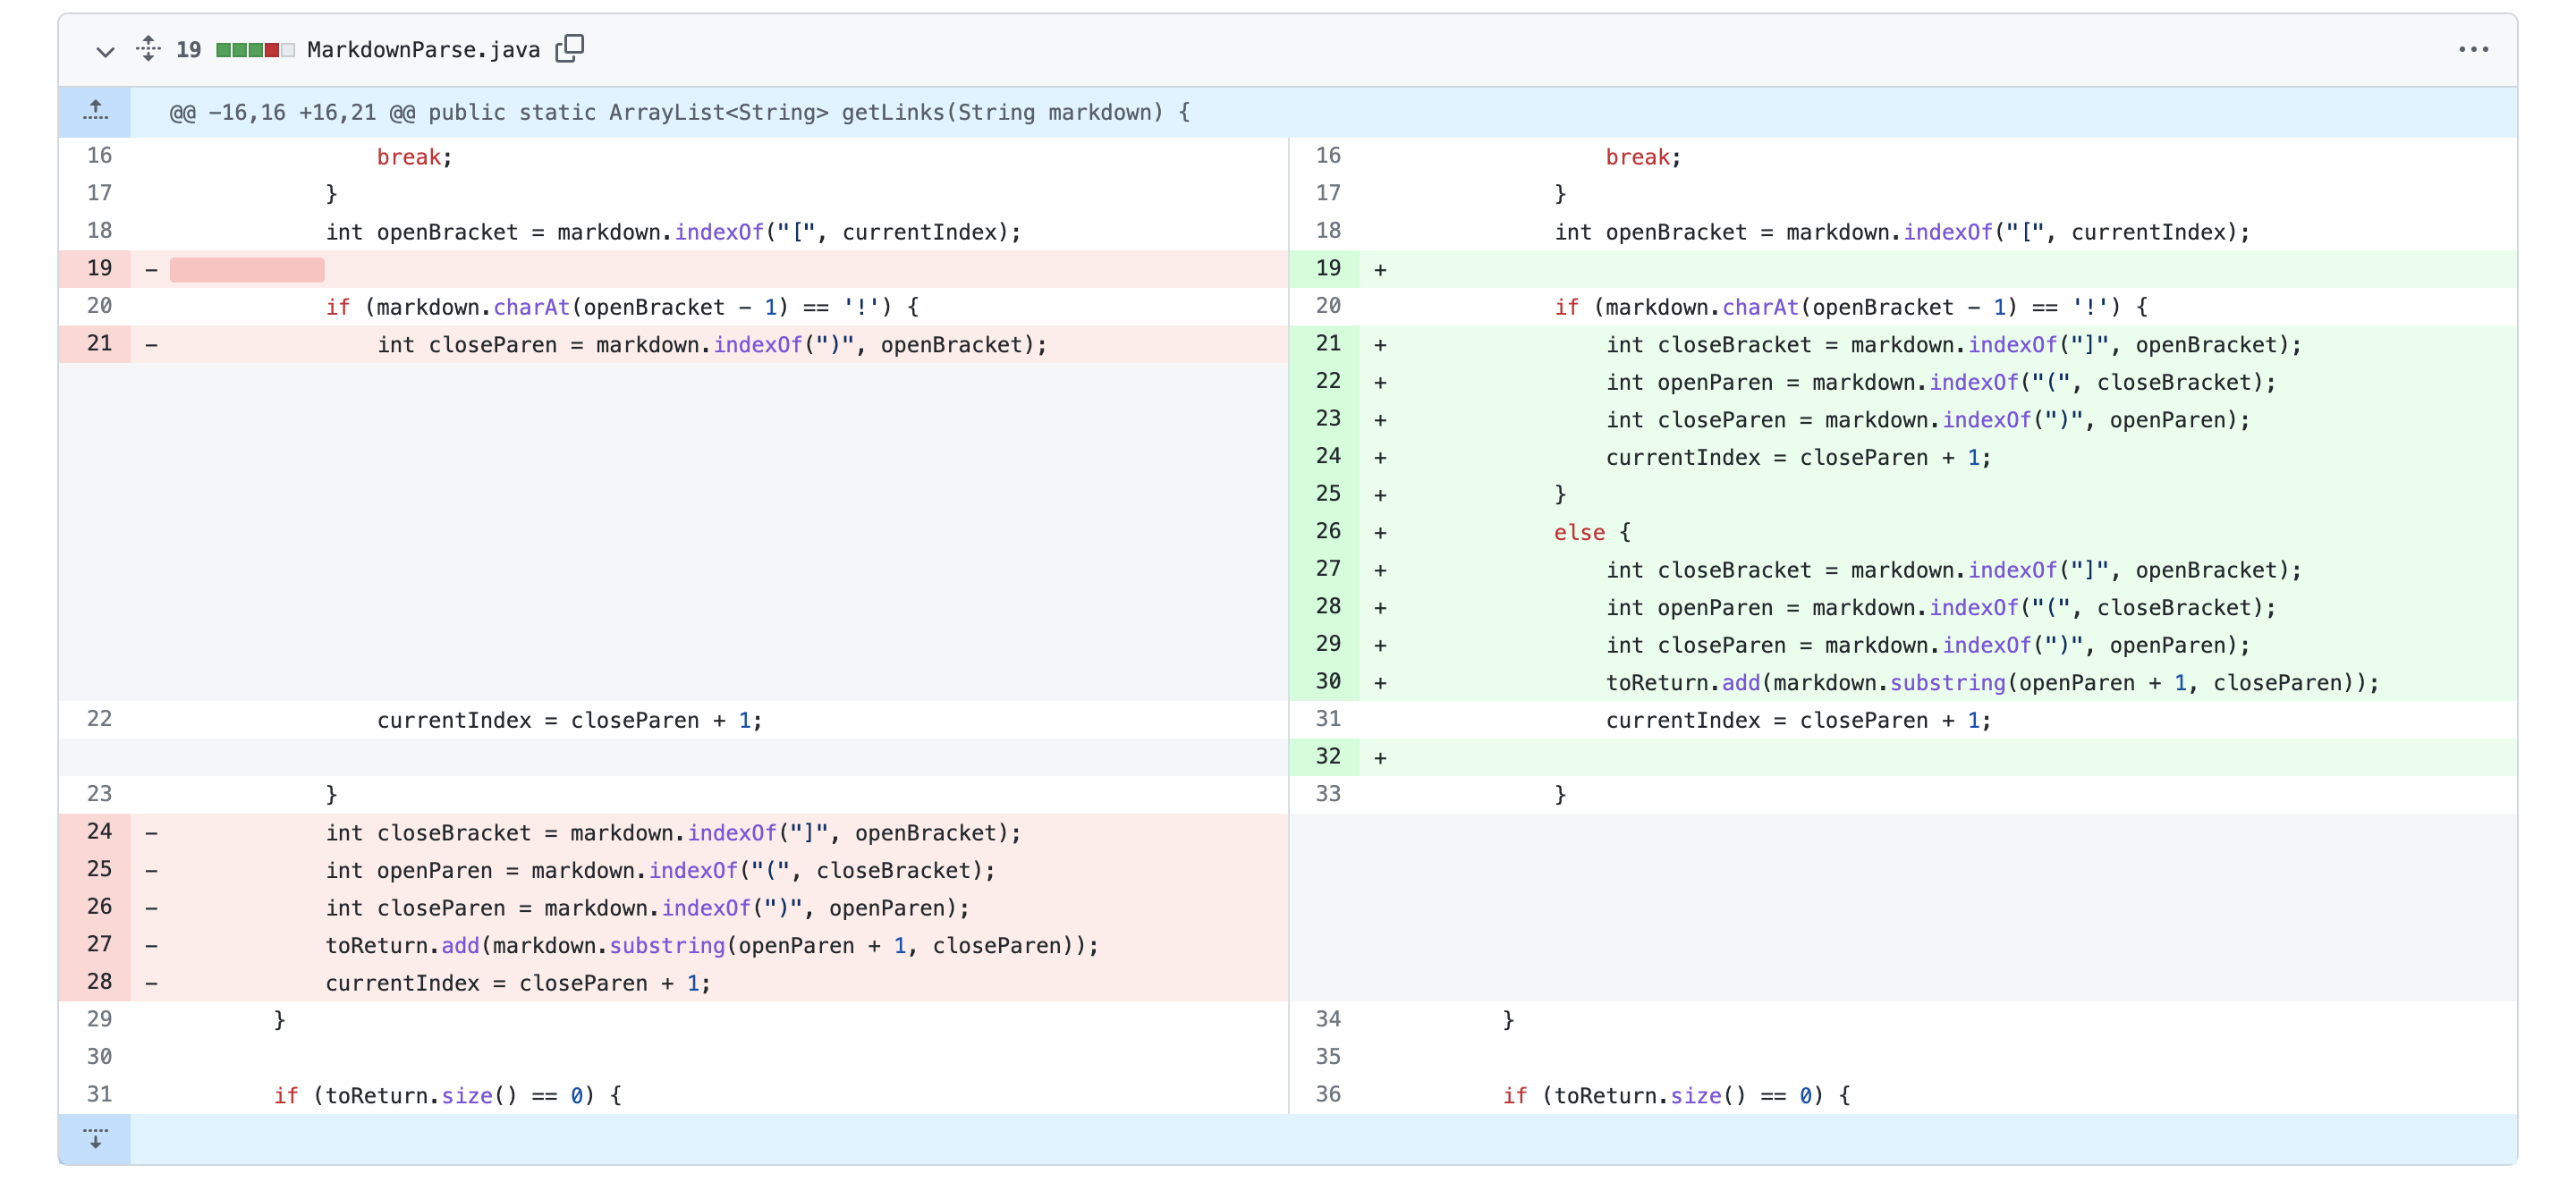 19 MarkdownParse.java
@@ -16,16 +16,21 @@ public static ArrayList<String> getLinks(String markdown) {
16 break;
17 }
18 int openBracket = markdown.indexOf("[", currentIndex);
19 -
20 if (markdown.charAt(openBracket - 1) == '!') {
21 - int closeParen = markdown.indexOf(")", openBracket);
22 currentIndex = closeParen + 1;
23 }
24 - int closeBracket = markdown.indexOf("]", openBracket);
25 - int openParen = markdown.indexOf("(", closeBracket);
26 - int closeParen = markdown.indexOf(")", openParen);
27 - toReturn.add(markdown.substring(openParen + 1, closeParen));
28 - currentIndex = closeParen + 1;
29 }
30
31 if (toReturn.size() == 0) {
16 break;
17 }
18 int openBracket = markdown.indexOf("[", currentIndex);
19 +
20 if (markdown.charAt(openBracket - 1) == '!') {
21 + int closeBracket = markdown.indexOf("]", openBracket);
22 + int openParen = markdown.indexOf("(", closeBracket);
23 + int closeParen = markdown.indexOf(")", openParen);
24 + currentIndex = closeParen + 1;
25 + }
26 + else {
27 + int closeBracket = markdown.indexOf("]", openBracket);
28 + int openParen = markdown.indexOf("(", closeBracket);
29 + int closeParen = markdown.indexOf(")", openParen);
30 + toReturn.add(markdown.substring(openParen + 1, closeParen));
31 currentIndex = closeParen + 1;
32 +
33 }
34 }
35
36 if (toReturn.size() == 0) {